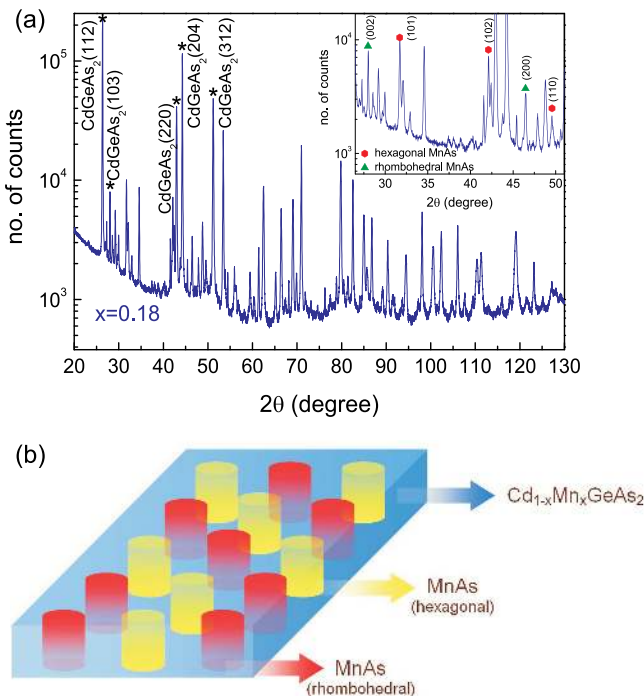 (a)
CdGeAs2(112)
CdGeAs2(103)
CdGeAs2(220)
CdGeAs2(204)
CdGeAs2(312)
no. of counts
10^5
10^4
10^3
x=0.18
20 30 40 50 60 70 80 90 100 110 120 130
2θ (degree)
no. of counts
10^4
10^3
(002)
(101)
(102)
(200)
(110)
hexagonal MnAs
rhombohedral MnAs
30 35 40 45 50
2θ (degree)
(b)
Cd1-xMnxGeAs2
MnAs
(hexagonal)
MnAs
(rhombohedral)